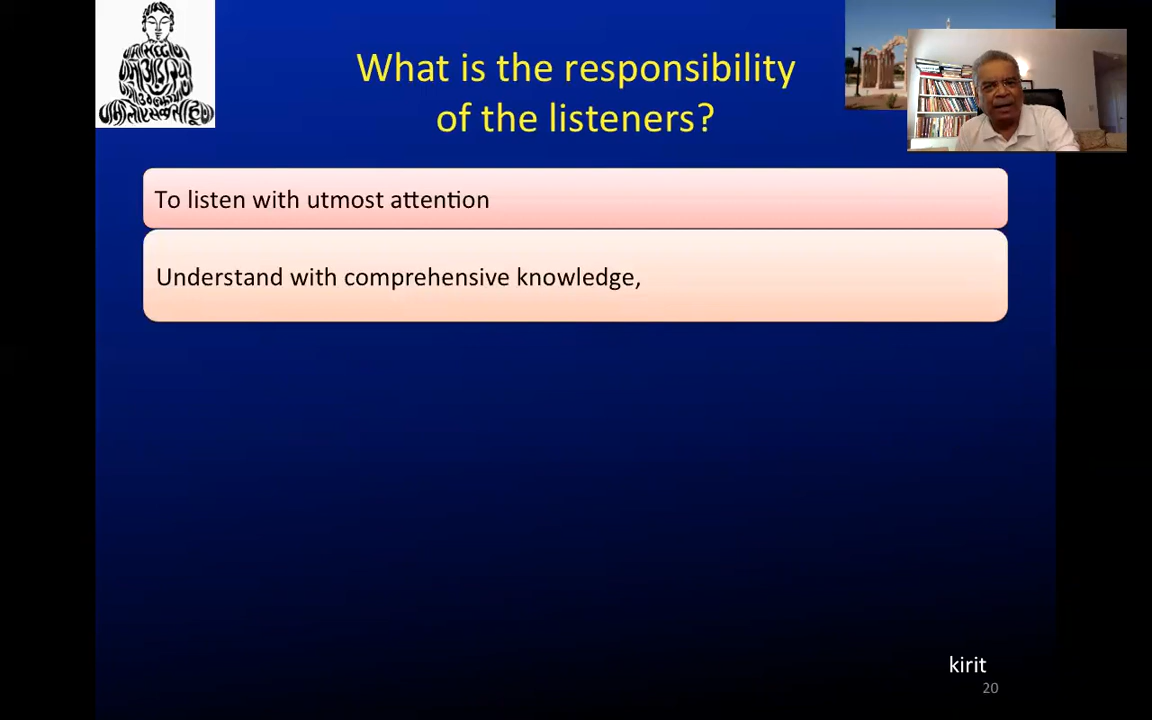 What is the responsibility
of the listeners?
To listen with utmost attention
Understand with comprehensive knowledge,
kirit
20